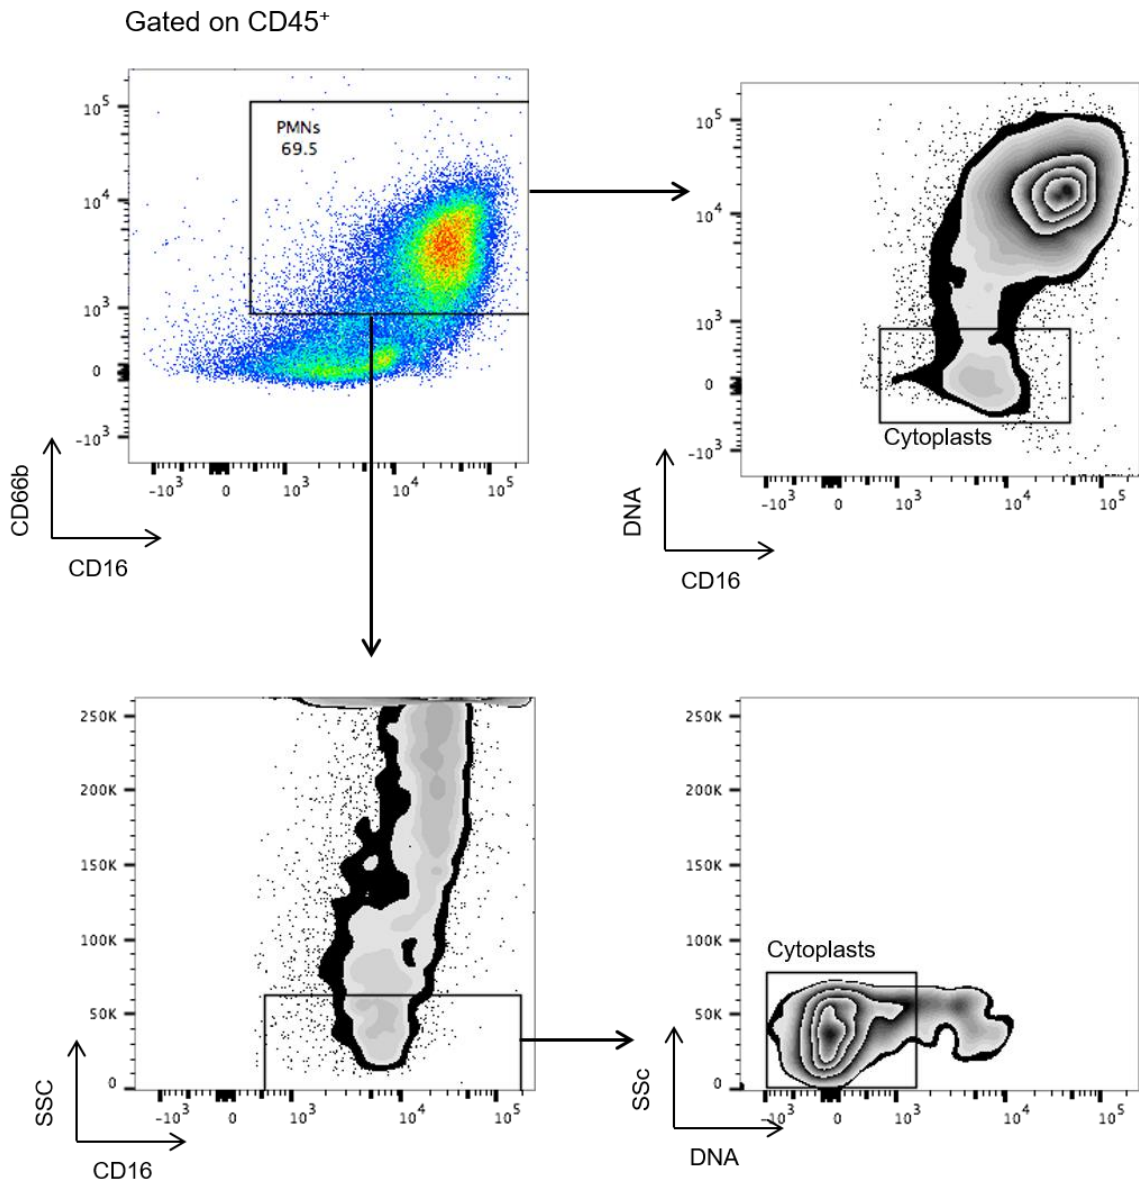 Gated on CD45⁺
10⁵
10⁴
10³
0
-10³
PMNs
69.5
-10³ 0 10³ 10⁴ 10⁵
CD66b
CD16
10⁵
10⁴
10³
0
-10³
Cytoplasts
-10³ 0 10³ 10⁴ 10⁵
DNA
CD16
250K
200K
150K
100K
50K
0
-10³ 0 10³ 10⁴ 10⁵
SSC
CD16
250K
200K
150K
100K
50K
0
Cytoplasts
-10³ 0 10³ 10⁴ 10⁵
SSc
DNA